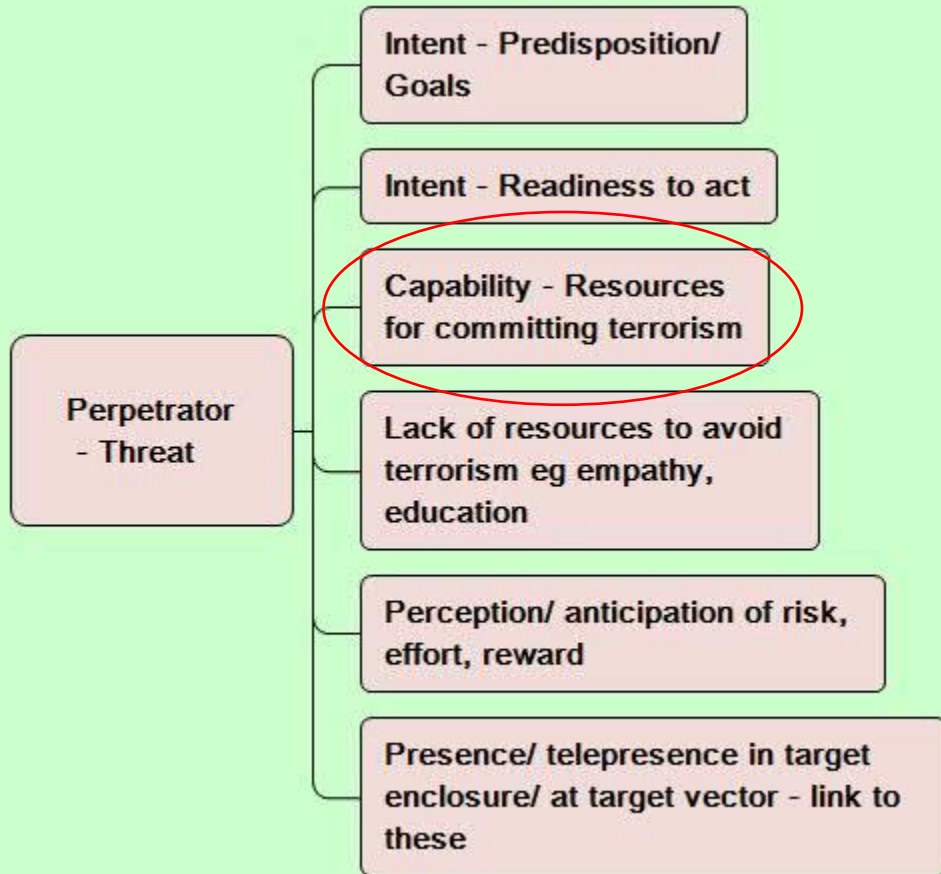 Intent - Predisposition/
Goals
Intent - Readiness to act
Capability - Resources
for committing terrorism
Perpetrator
- Threat
Lack of resources to avoid
terrorism eg empathy,
education
Perception/ anticipation of risk,
effort, reward
Presence/ telepresence in target
enclosure/ at target vector - link to
these